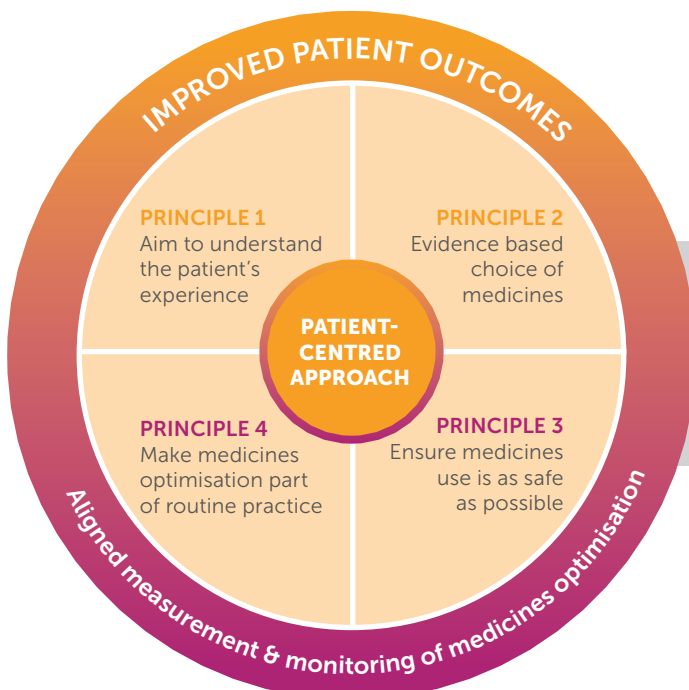 IMPROVED PATIENT OUTCOMES
PRINCIPLE 1
Aim to understand
the patient's
experience
PRINCIPLE 2
Evidence based
choice of
medicines
PATIENT-
CENTRED
APPROACH
PRINCIPLE 4
Make medicines
optimisation part
of routine practice
PRINCIPLE 3
Ensure medicines
use is as safe
as possible
Aligned measurement & monitoring of medicines optimisation